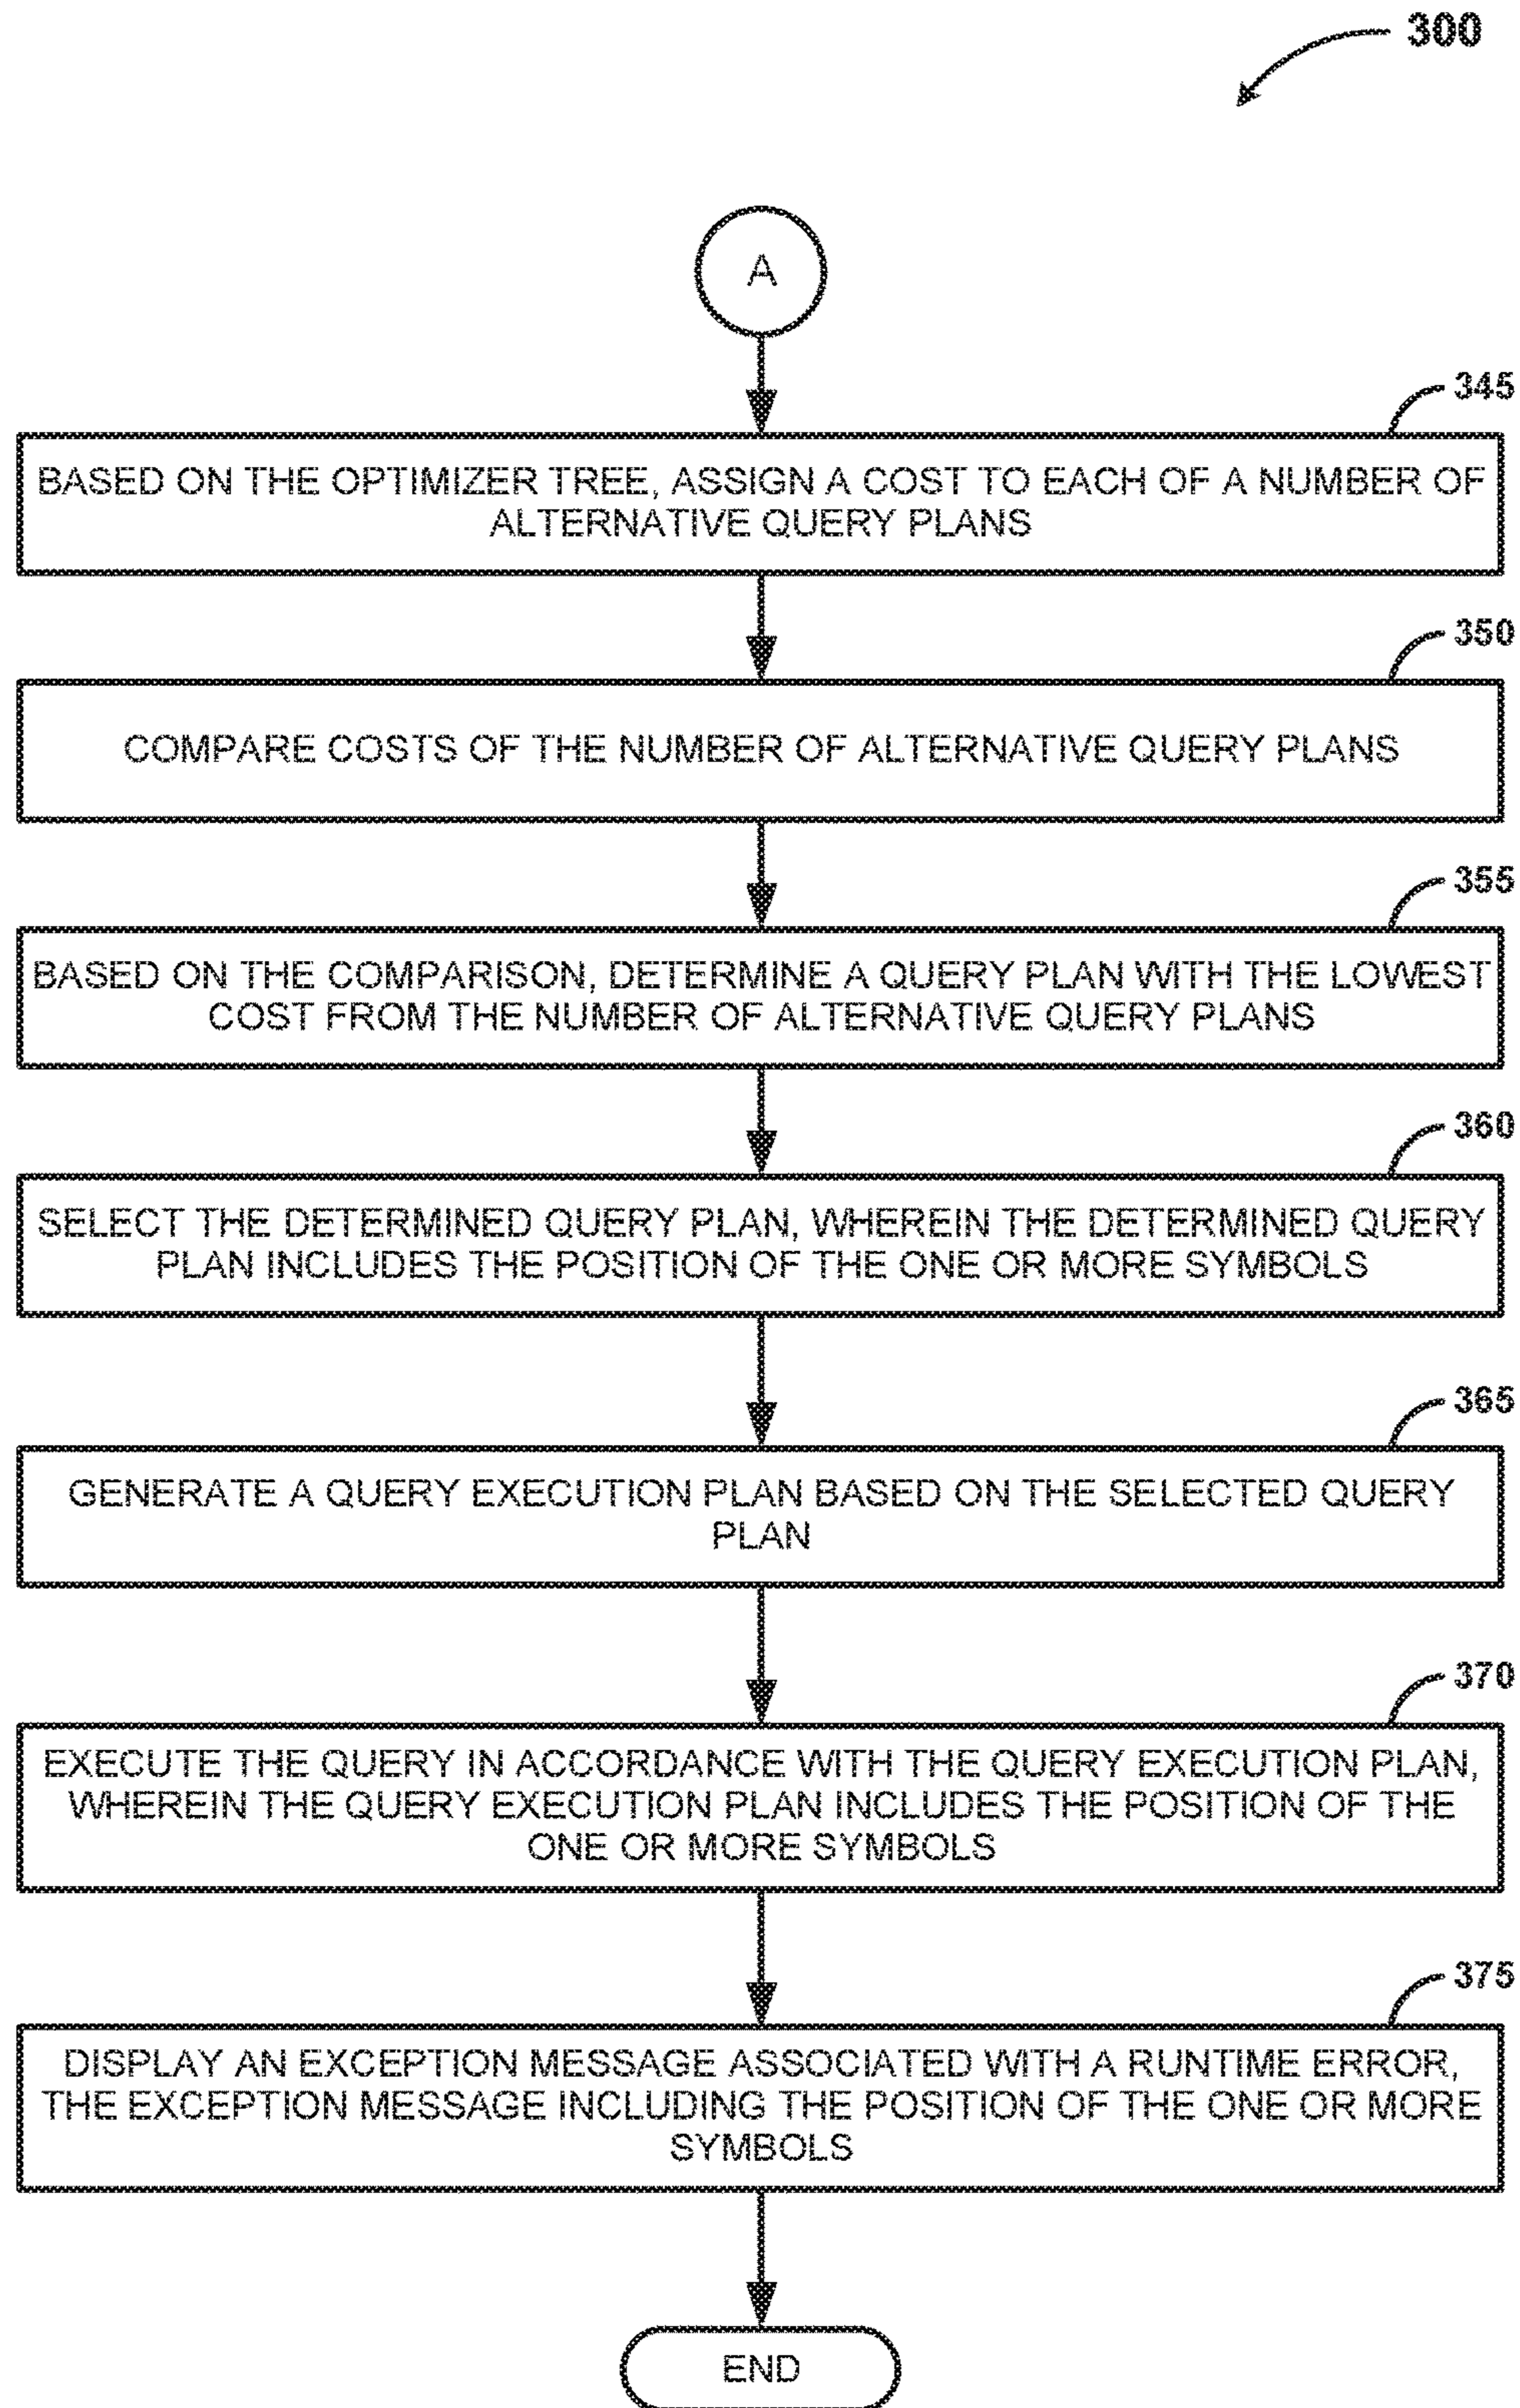 300
A
345
BASED ON THE OPTIMIZER TREE, ASSIGN A COST TO EACH OF A NUMBER OF
ALTERNATIVE QUERY PLANS
350
COMPARE COSTS OF THE NUMBER OF ALTERNATIVE QUERY PLANS
355
BASED ON THE COMPARISON, DETERMINE A QUERY PLAN WITH THE LOWEST
COST FROM THE NUMBER OF ALTERNATIVE QUERY PLANS
360
SELECT THE DETERMINED QUERY PLAN, WHEREIN THE DETERMINED QUERY
PLAN INCLUDES THE POSITION OF THE ONE OR MORE SYMBOLS
365
GENERATE A QUERY EXECUTION PLAN BASED ON THE SELECTED QUERY
PLAN
370
EXECUTE THE QUERY IN ACCORDANCE WITH THE QUERY EXECUTION PLAN,
WHEREIN THE QUERY EXECUTION PLAN INCLUDES THE POSITION OF THE
ONE OR MORE SYMBOLS
375
DISPLAY AN EXCEPTION MESSAGE ASSOCIATED WITH A RUNTIME ERROR,
THE EXCEPTION MESSAGE INCLUDING THE POSITION OF THE ONE OR MORE
SYMBOLS
END